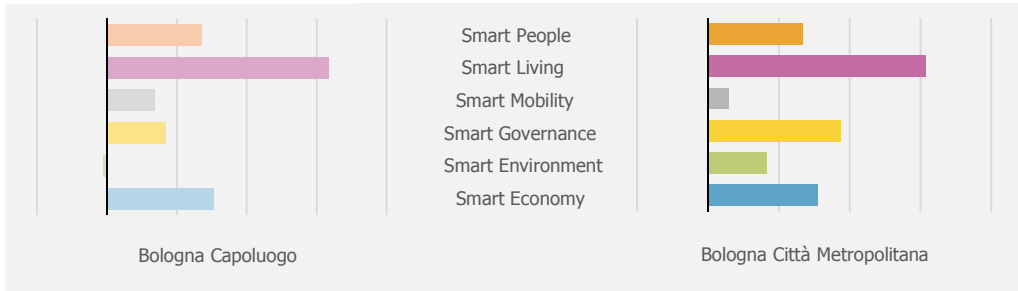 Smart People
Smart Living
Smart Mobility
Smart Governance
Smart Environment
Smart Economy
Bologna Capoluogo
Bologna Città Metropolitana